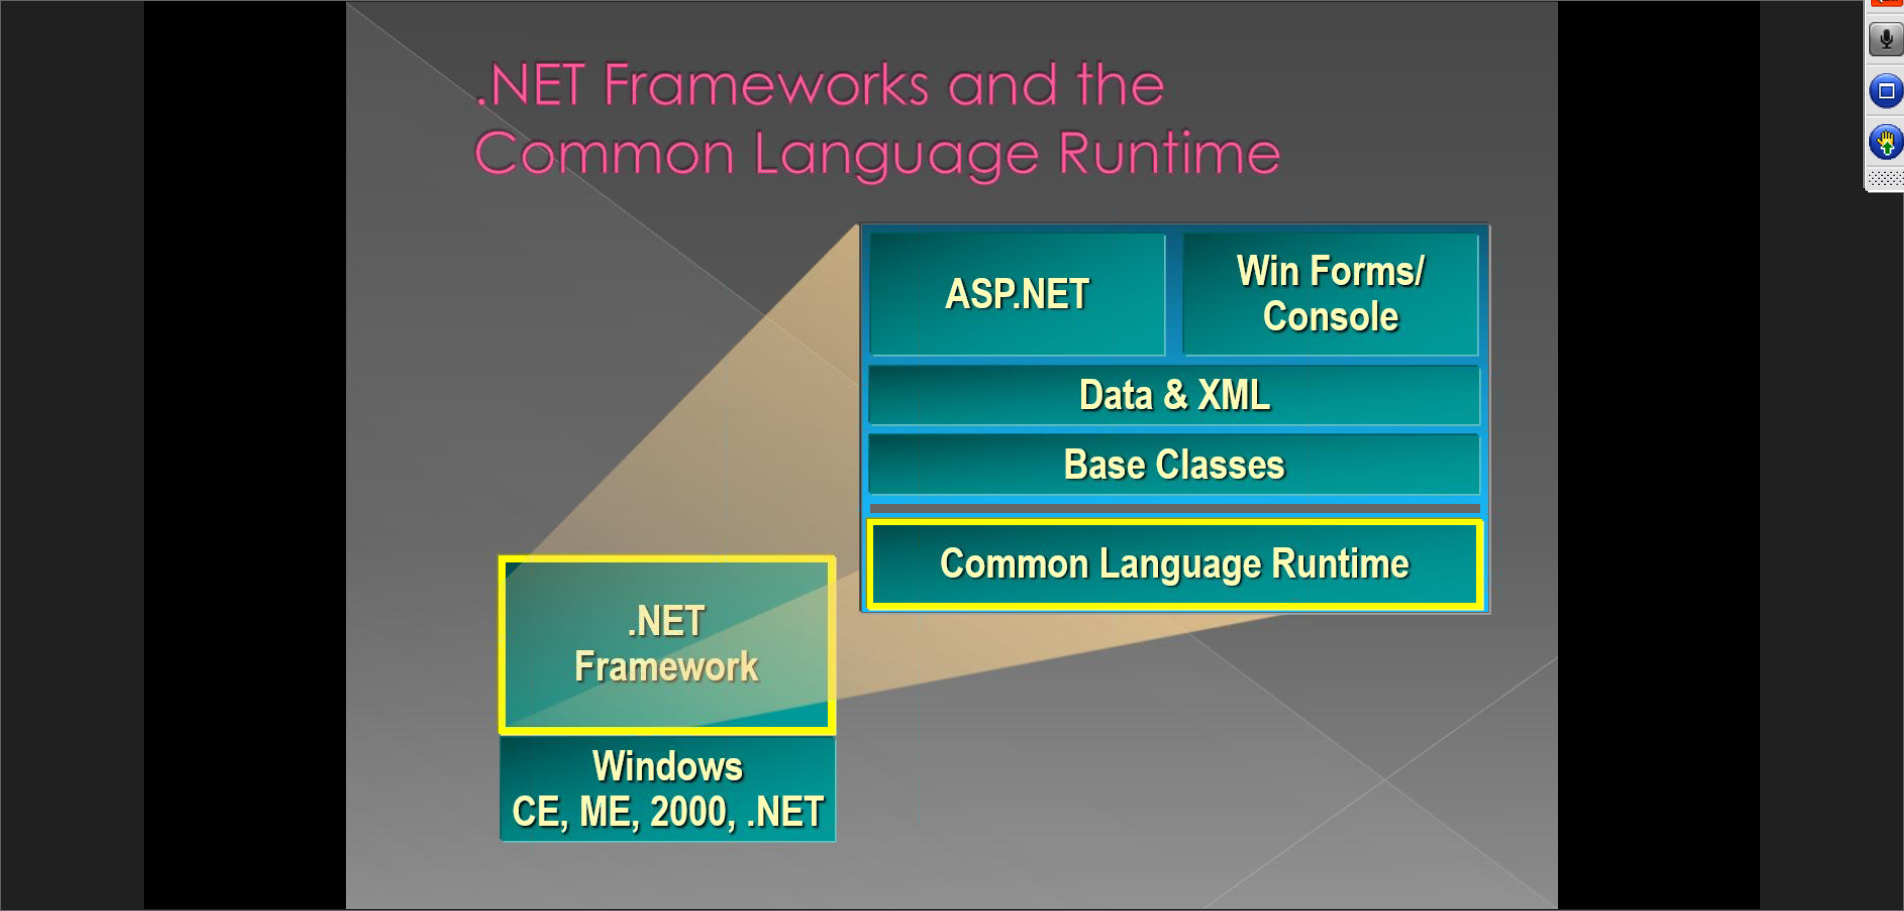 .NET Frameworks and the
Common Language Runtime
ASP.NET
Win Forms/
Console
Data & XML
Base Classes
Common Language Runtime
.NET
Framework
Windows
CE, ME, 2000, .NET